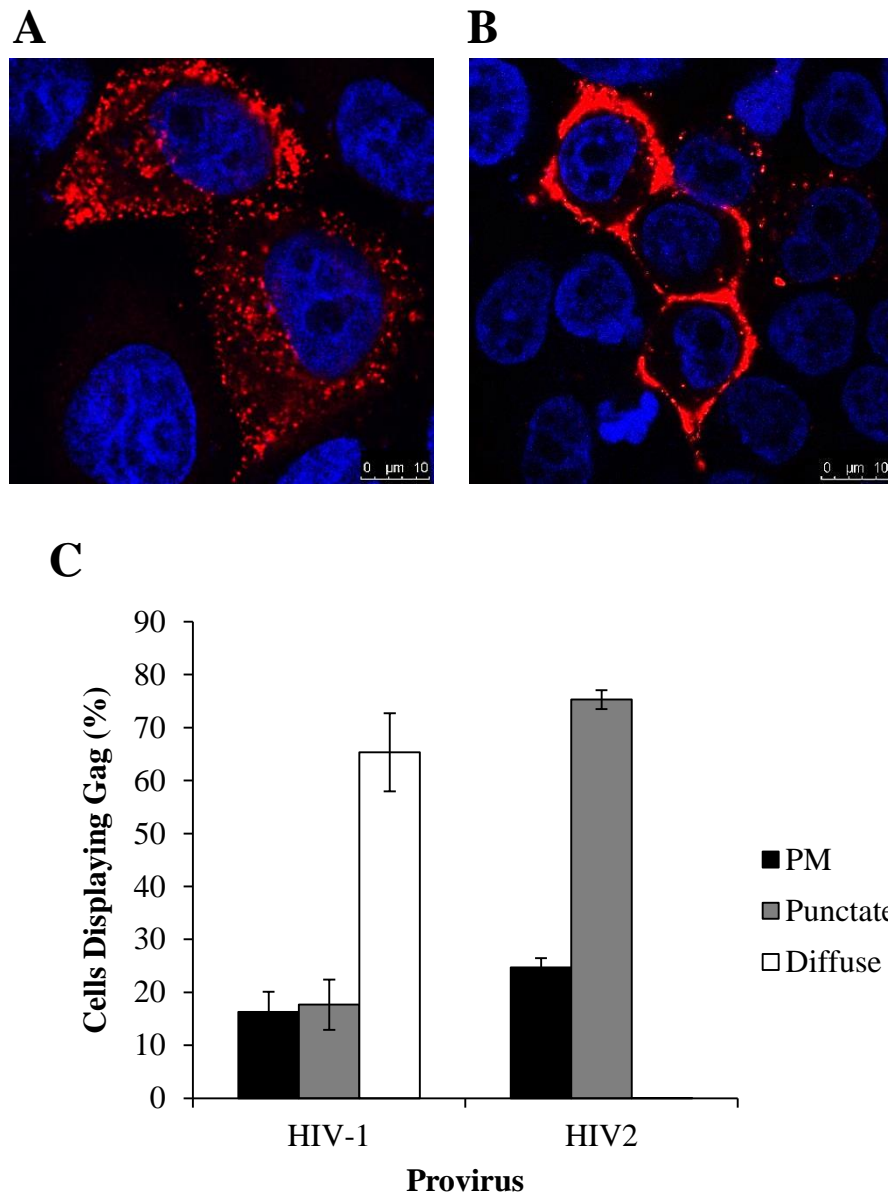 A
B
0 μm 10
0 μm 10
C
90
80
70
60
50
40
30
20
10
0
Cells Displaying Gag (%)
HIV-1
HIV2
Provirus
PM
Punctate
Diffuse